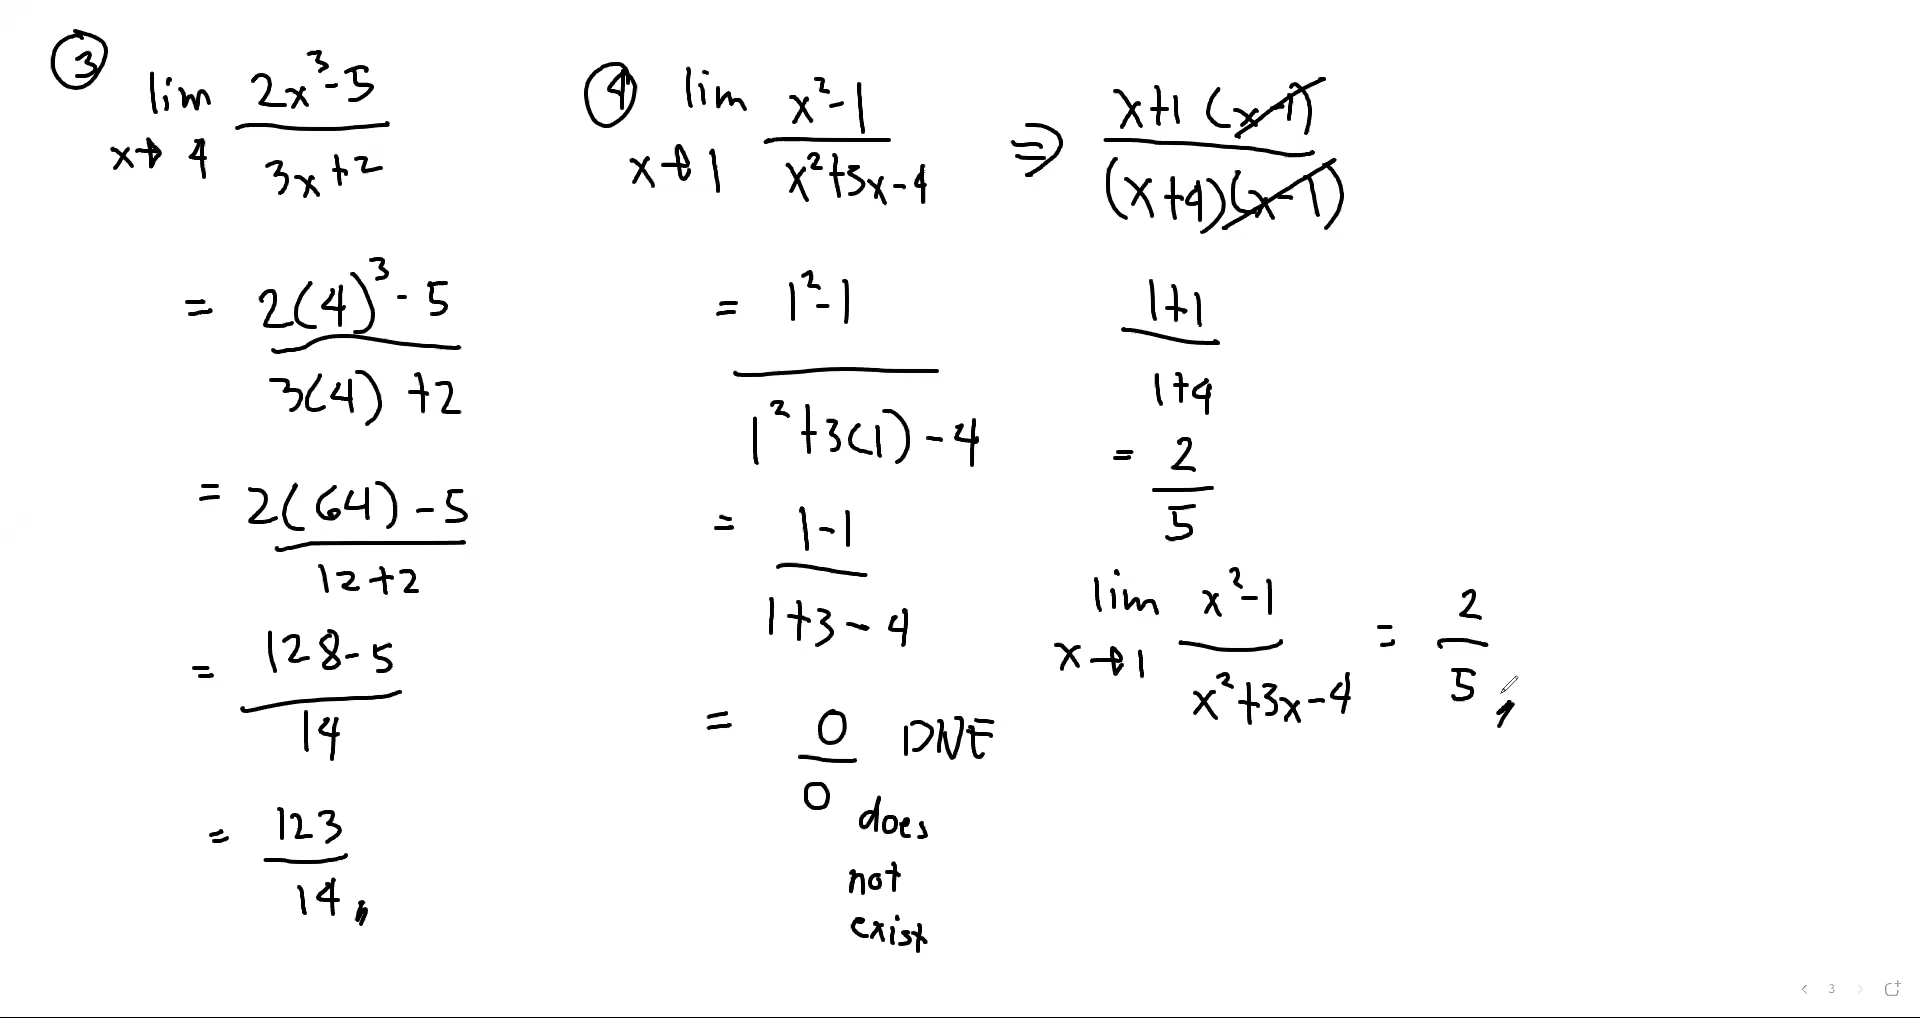 ③ lim x→4 (2x³-5)/(3x+2)
= (2(4)³-5)/(3(4)+2)
= (2(64)-5)/(12+2)
= (128-5)/14
= 123/14
④ lim x→1 (x²-1)/(x²+3x-4)
= (1²-1)/(1²+3(1)-4)
= (1-1)/(1+3-4)
= 0/0 DNE
does
not
exist
⇒ (x+1(x-1))/((x+4)(x-1))
(1+1)/(1+4)
= 2/5
lim x→1 (x²-1)/(x²+3x-4) = 2/5
< 3 >